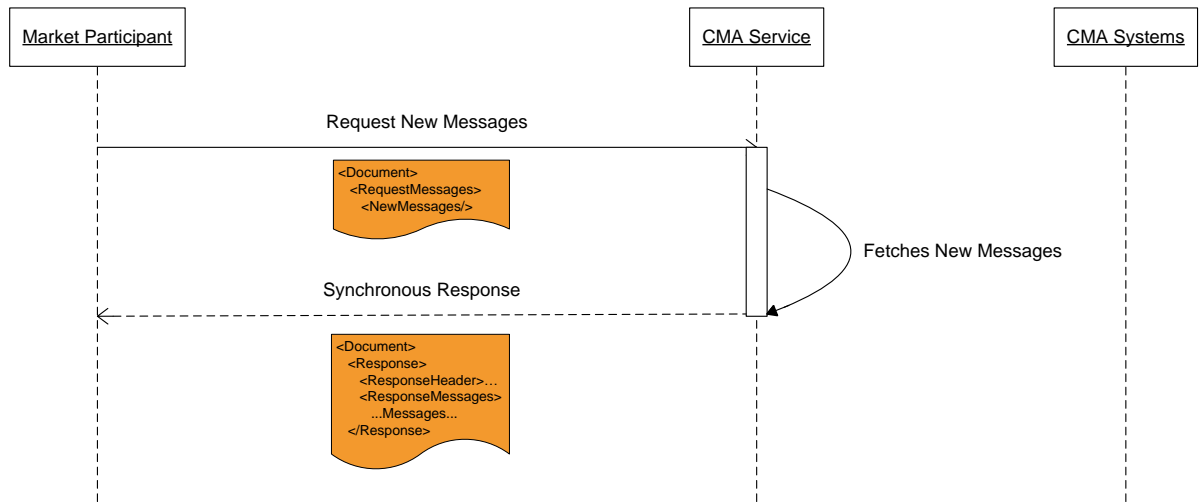 Market Participant
CMA Service
CMA Systems
Request New Messages
<Document>
<RequestMessages>
<NewMessages/>
Fetches New Messages
Synchronous Response
<Document>
<Response>
<ResponseHeader>...
<ResponseMessages>
...Messages...
</Response>